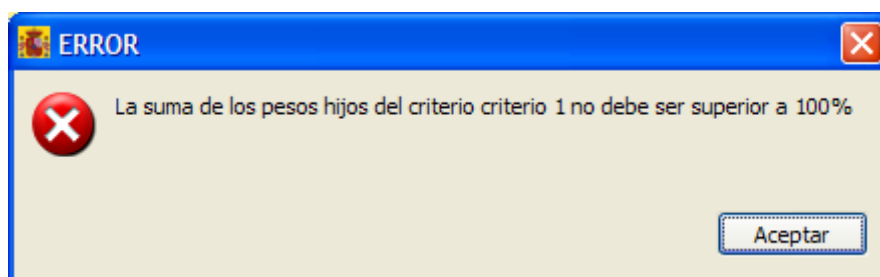 ERROR
La suma de los pesos hijos del criterio criterio 1 no debe ser superior a 100%
Aceptar